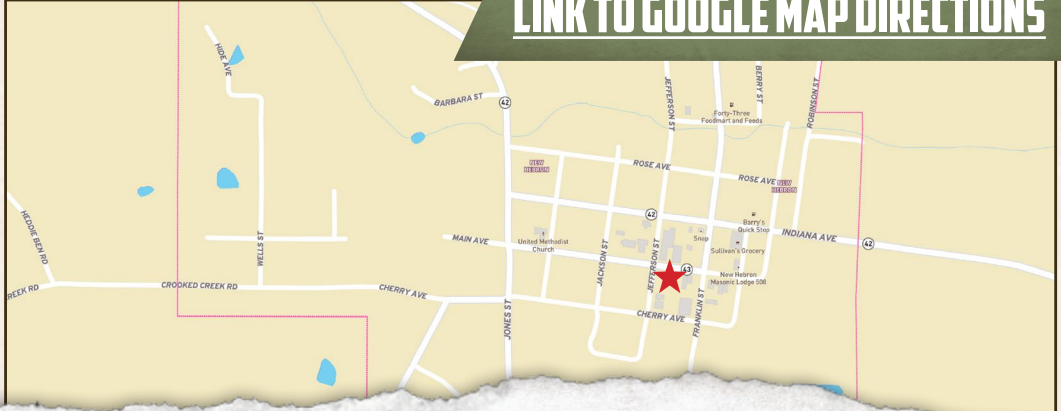 LINK TO GOOGLE MAP DIRECTIONS
HIDE AVE
BARBARA ST
42
JEFFERSON ST
BERRY ST
ROBINSON ST
Forty-Three
Foodmart and Feeds
NEW
HEBRON
ROSE AVE
ROSE AVE
NEW
HEBRON
42
Barry's
Quick Stop
INDIANA AVE
42
HEDDIE BEN RD
WELLS ST
MAIN AVE
United Methodist
Church
JACKSON ST
JEFFERSON ST
Snap
Sullivan's Grocery
43
New Hebron
Masonic Lodge 508
REEK RD
CROOKED CREEK RD
CHERRY AVE
JONES ST
CHERRY AVE
FRANKLIN ST